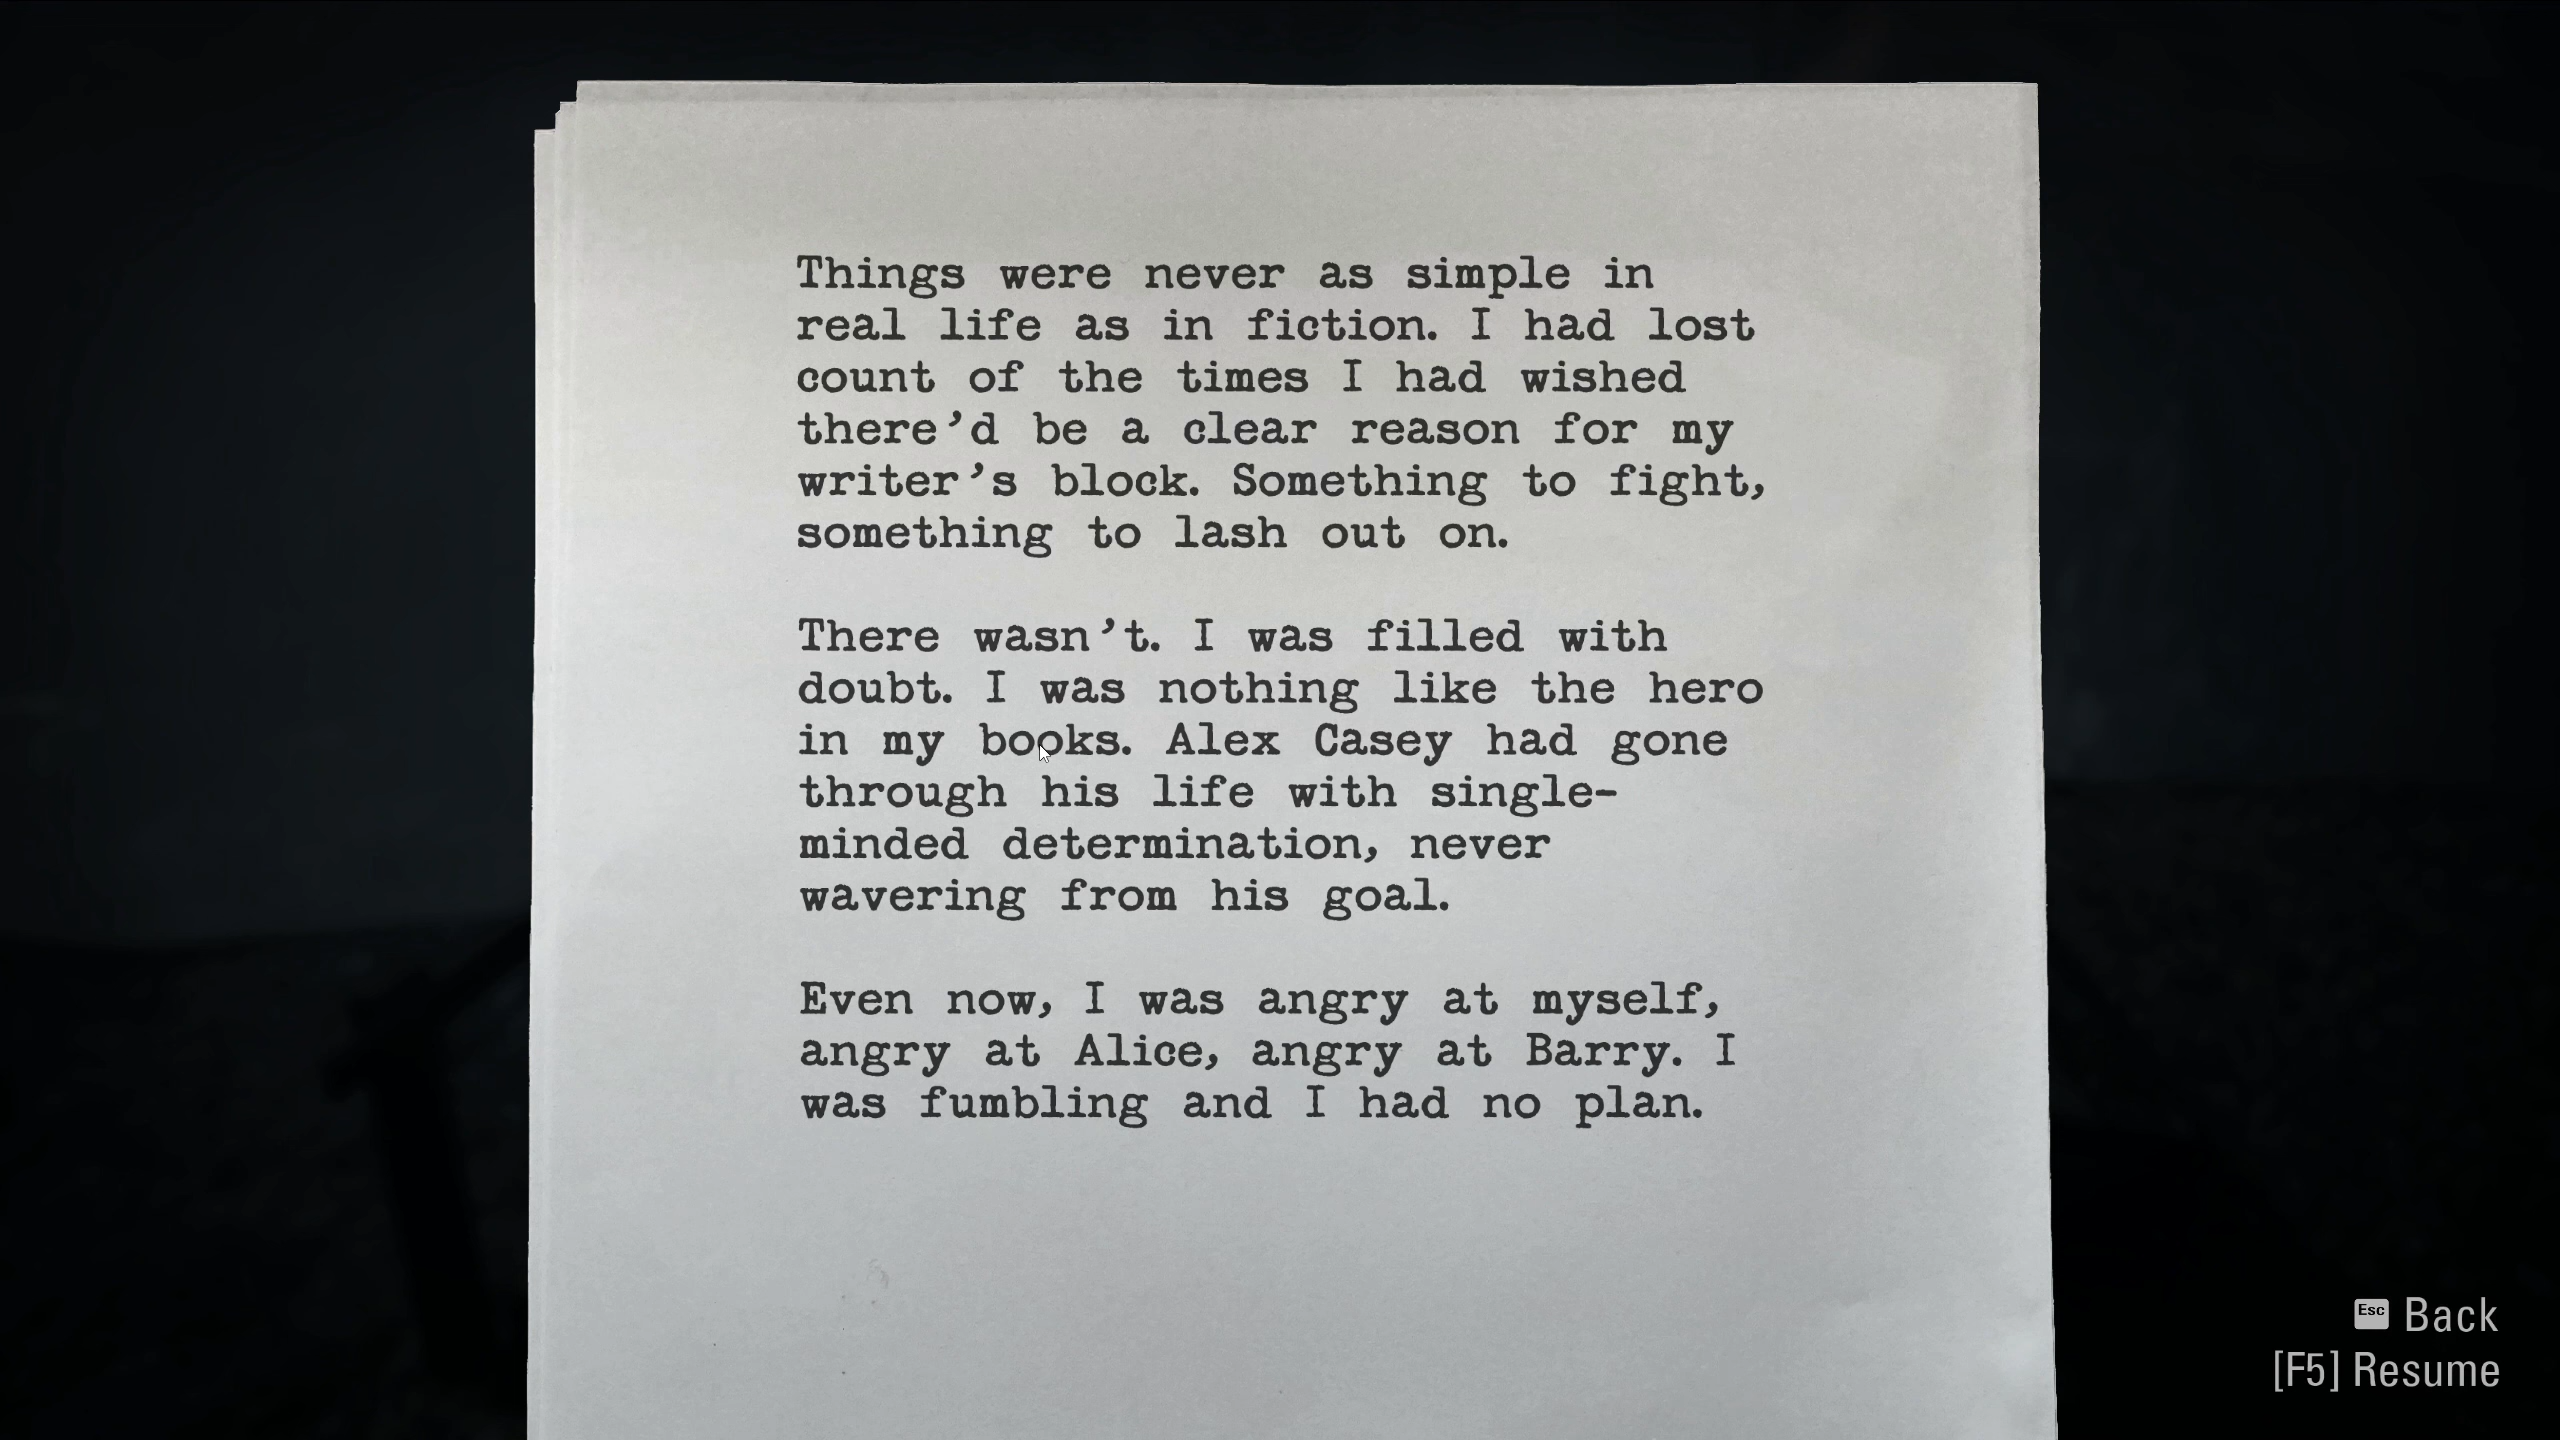 Things were never as simple in
real life as in fiction. I had lost
count of the times I had wished
there’d be a clear reason for my
writer’s block. Something to fight,
something to lash out on.
There wasn’t. I was filled with
doubt. I was nothing like the hero
in my books. Alex Casey had gone
through his life with single-
minded determination, never
wavering from his goal.
Even now, I was angry at myself,
angry at Alice, angry at Barry. I
was fumbling and I had no plan.
Esc Back
[F5] Resume